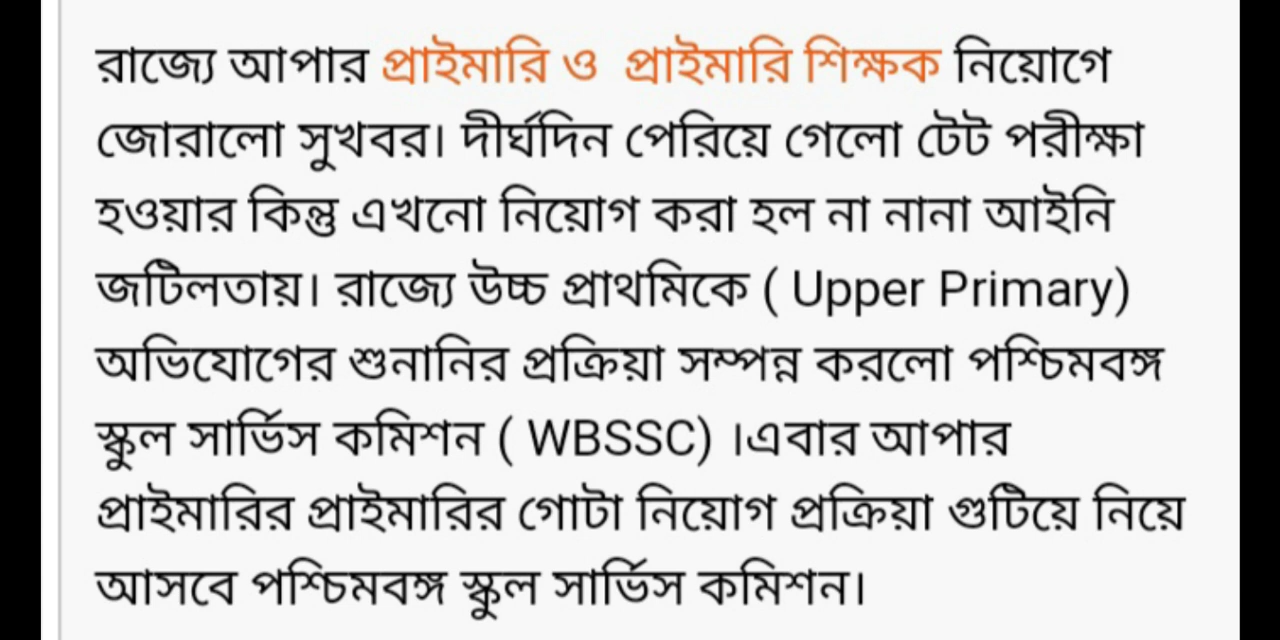 রাজ্যে আপার প্রাইমারি ও প্রাইমারি শিক্ষক নিয়োগে
জোরালো সুখবর। দীর্ঘদিন পেরিয়ে গেলো টেট পরীক্ষা
হওয়ার কিন্তু এখনো নিয়োগ করা হল না নানা আইনি
জটিলতায়। রাজ্যে উচ্চ প্রাথমিকে ( Upper Primary)
অভিযোগের শুনানির প্রক্রিয়া সম্পন্ন করলো পশ্চিমবঙ্গ
স্কুল সার্ভিস কমিশন ( WBSSC) ।এবার আপার
প্রাইমারির প্রাইমারির গোটা নিয়োগ প্রক্রিয়া গুটিয়ে নিয়ে
আসবে পশ্চিমবঙ্গ স্কুল সার্ভিস কমিশন।